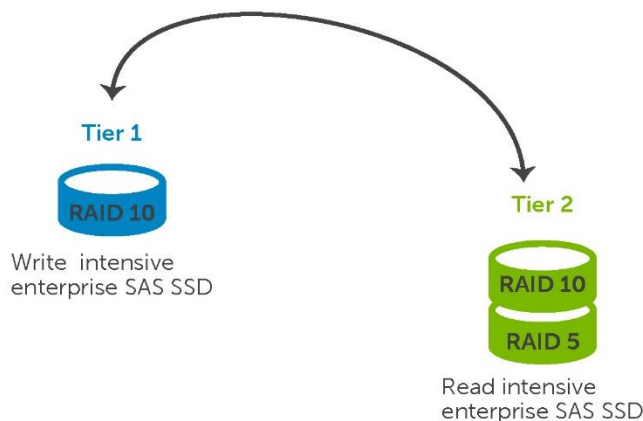 Tier 1
RAID 10
Write intensive
enterprise SAS SSD
Tier 2
RAID 10
RAID 5
Read intensive
enterprise SAS SSD